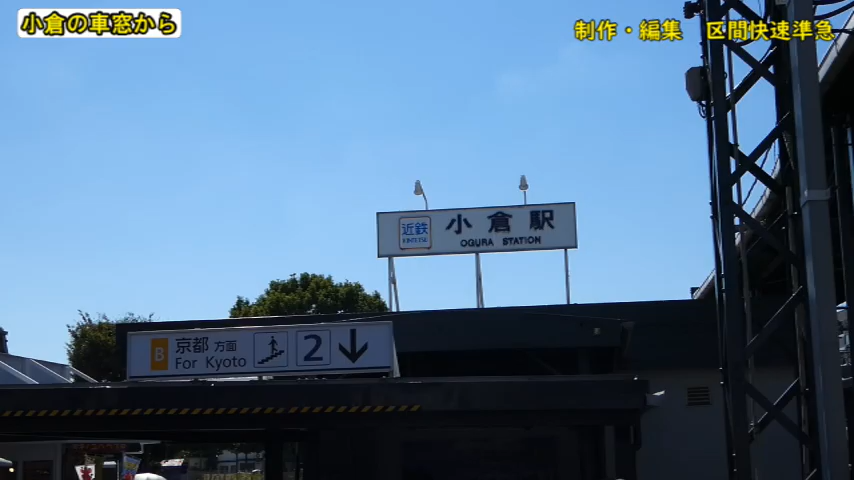 小倉の車窓から
制作・編集　区間快速準急
近鉄
KINTETSU
小倉駅
OGURA STATION
B
京都 方面
For Kyoto
2